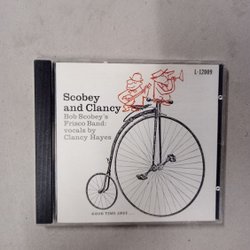 L-12009
Scobey
and Clancy
Bob Scobey's
Frisco Band:
vocals by
Clancy Hayes
GOOD TIME JAZZ